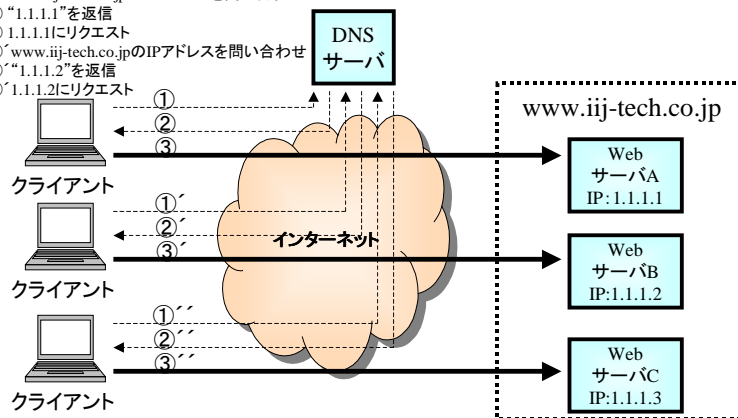 “1.1.1.1”を返信
1.1.1.1にリクエスト
´www.iij-tech.co.jpのIPアドレスを問い合わせ
´“1.1.1.2”を返信
´1.1.1.2にリクエスト
DNS
サーバ
www.iij-tech.co.jp
①
②
③
クライアント
Web
サーバA
IP:1.1.1.1
①´
②´
③´
インターネット
クライアント
Web
サーバB
IP:1.1.1.2
①´´
②´´
③´´
クライアント
Web
サーバC
IP:1.1.1.3